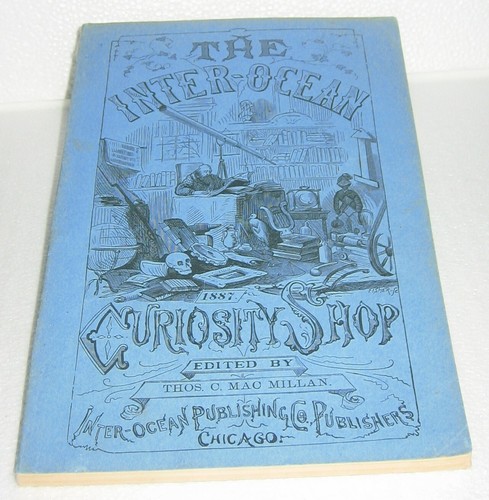 THE
INTER-OCEAN
1887
CURIOSITY SHOP
EDITED BY
THOS. C. MAC MILLAN.
INTER-OCEAN PUBLISHING CO. PUBLISHERS
CHICAGO.